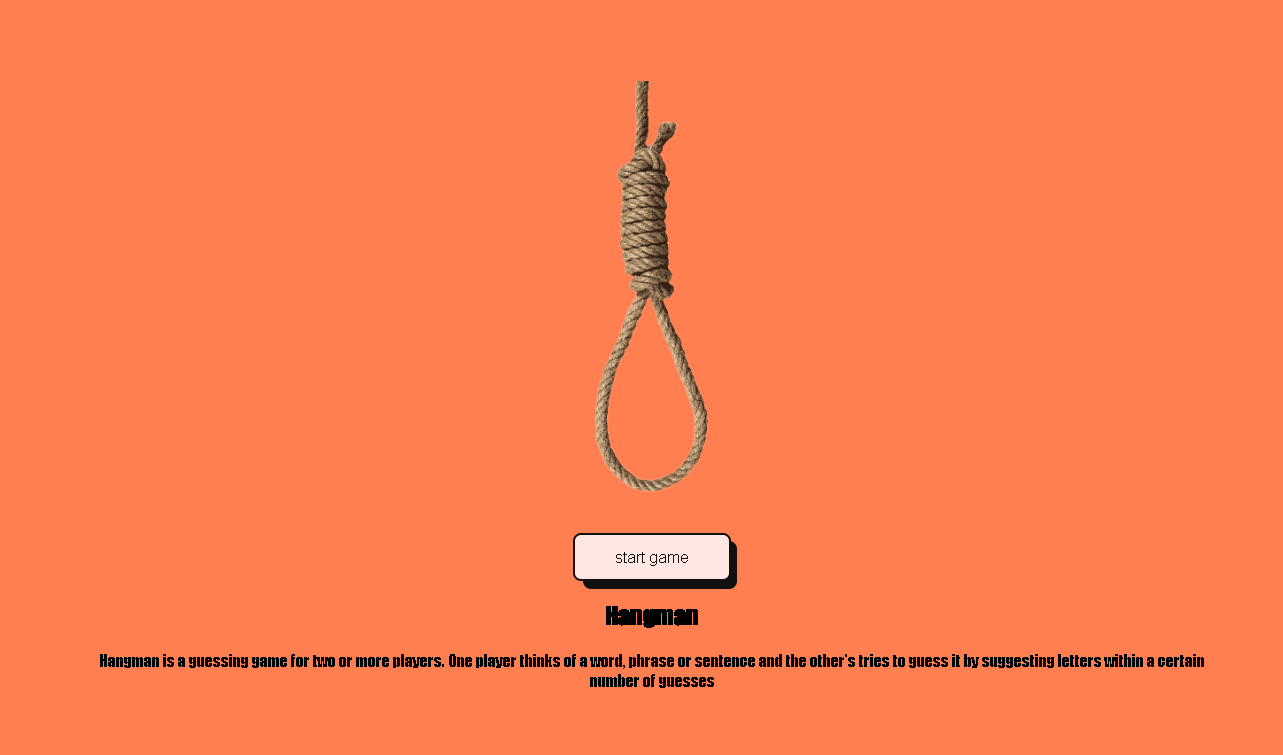 start game
Hangman
Hangman is a guessing game for two or more players. One player thinks of a word, phrase or sentence and the other's tries to guess it by suggesting letters within a certain
number of guesses